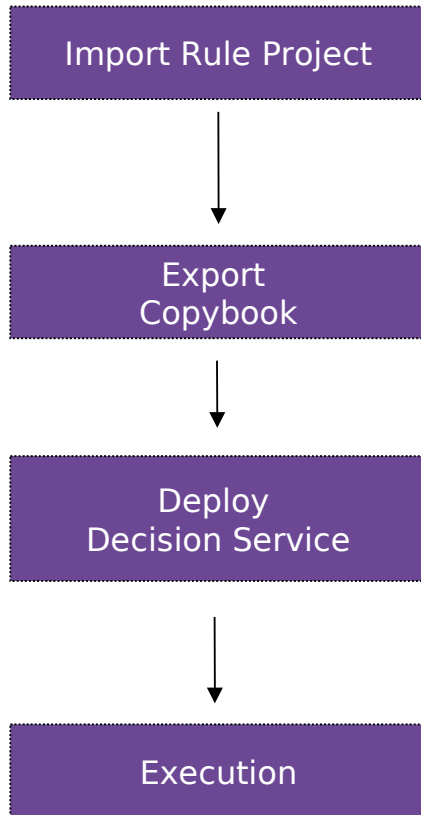 Import Rule Project
Export
Copybook
Deploy
Decision Service
Execution